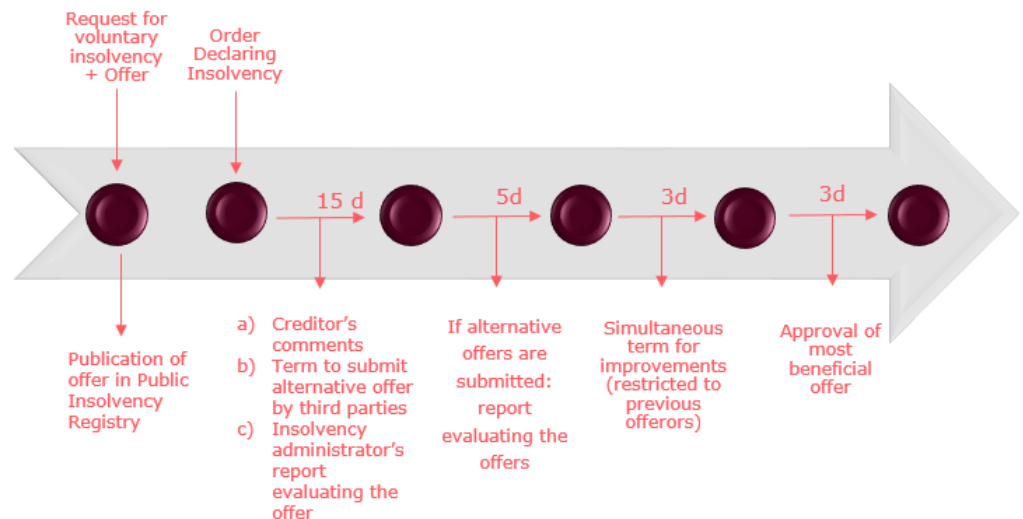 Request for
voluntary
insolvency
+ Offer
Order
Declaring
Insolvency
15 d
5d
3d
3d
Publication of
offer in Public
Insolvency
Registry
a) Creditor's
comments
b) Term to submit
alternative offer
by third parties
c) Insolvency
administrator's
report
evaluating the
offer
If alternative
offers are
submitted:
report
evaluating the
offers
Simultaneous
term for
improvements
(restricted to
previous
offerors)
Approval of
most
beneficial
offer